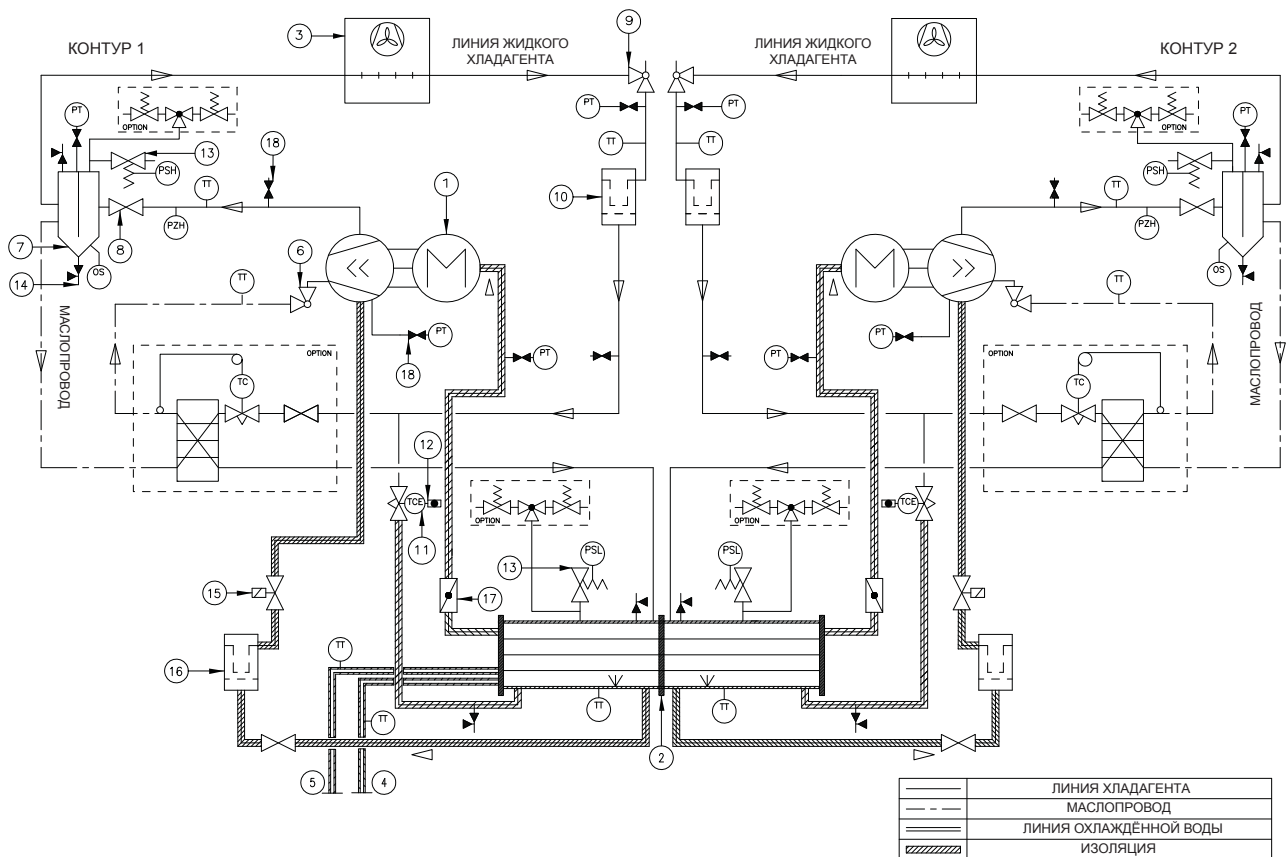 3
9
КОНТУР 1
ЛИНИЯ ЖИДКОГО
ХЛАДАГЕНТА
ЛИНИЯ ЖИДКОГО
ХЛАДАГЕНТА
КОНТУР 2
PT
OPTION
13
PSH
18
TT
PZH
8
7
OS
14
1
PT
TT
10
PT
TT
OPTION
PT
PSH
TT
PZH
OS
МАСЛОПРОВОД
TT
6
PT
18
PT
PT
PT
TT
МАСЛОПРОВОД
OPTION
TC
OPTION
TC
12
TCE
11
OPTION
OPTION
TCE
13
PSL
PSL
15
17
16
TT
TT
TT
TT
5
4
2
ЛИНИЯ ХЛАДАГЕНТА
МАСЛОПРОВОД
ЛИНИЯ ОХЛАЖДЁННОЙ ВОДЫ
ИЗОЛЯЦИЯ